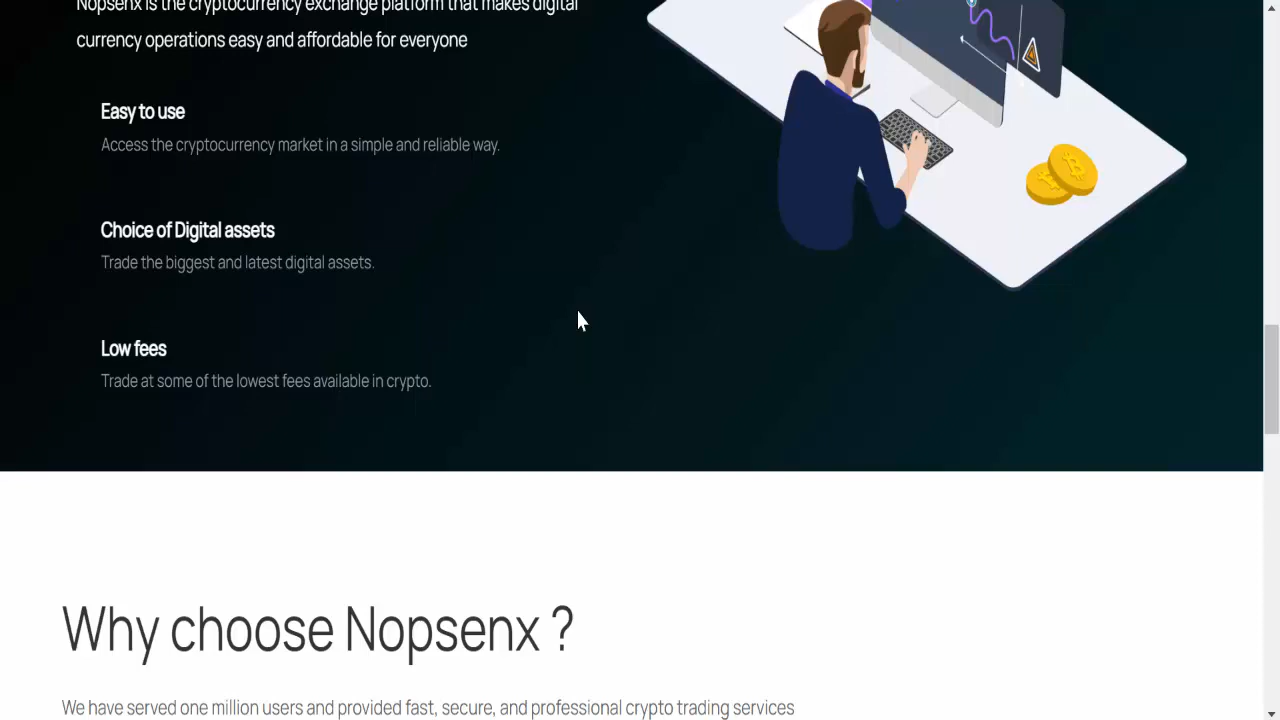 Nopsenx is the cryptocurrency exchange platform that makes digital
currency operations easy and affordable for everyone
Easy to use
Access the cryptocurrency market in a simple and reliable way.
Choice of Digital assets
Trade the biggest and latest digital assets.
Low fees
Trade at some of the lowest fees available in crypto.
Why choose Nopsenx ?
We have served one million users and provided fast, secure, and professional crypto trading services